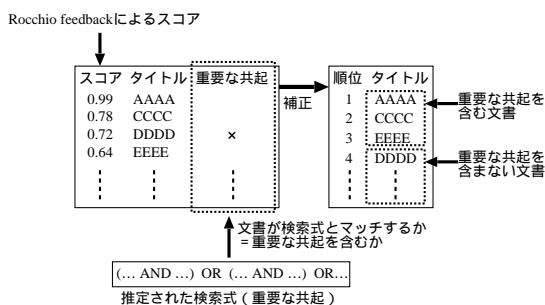 Rocchio feedbackによるスコア
スコア タイトル 重要な共起
0.99 AAAA
0.78 CCCC
0.72 DDDD ×
0.64 EEEE
補正
順位 タイトル
1 AAAA
2 CCCC
3 EEEE
4 DDDD
重要な共起を
含む文書
重要な共起を
含まない文書
文書が検索式とマッチするか
=重要な共起を含むか
(… AND …) OR (… AND …) OR…
推定された検索式(重要な共起)